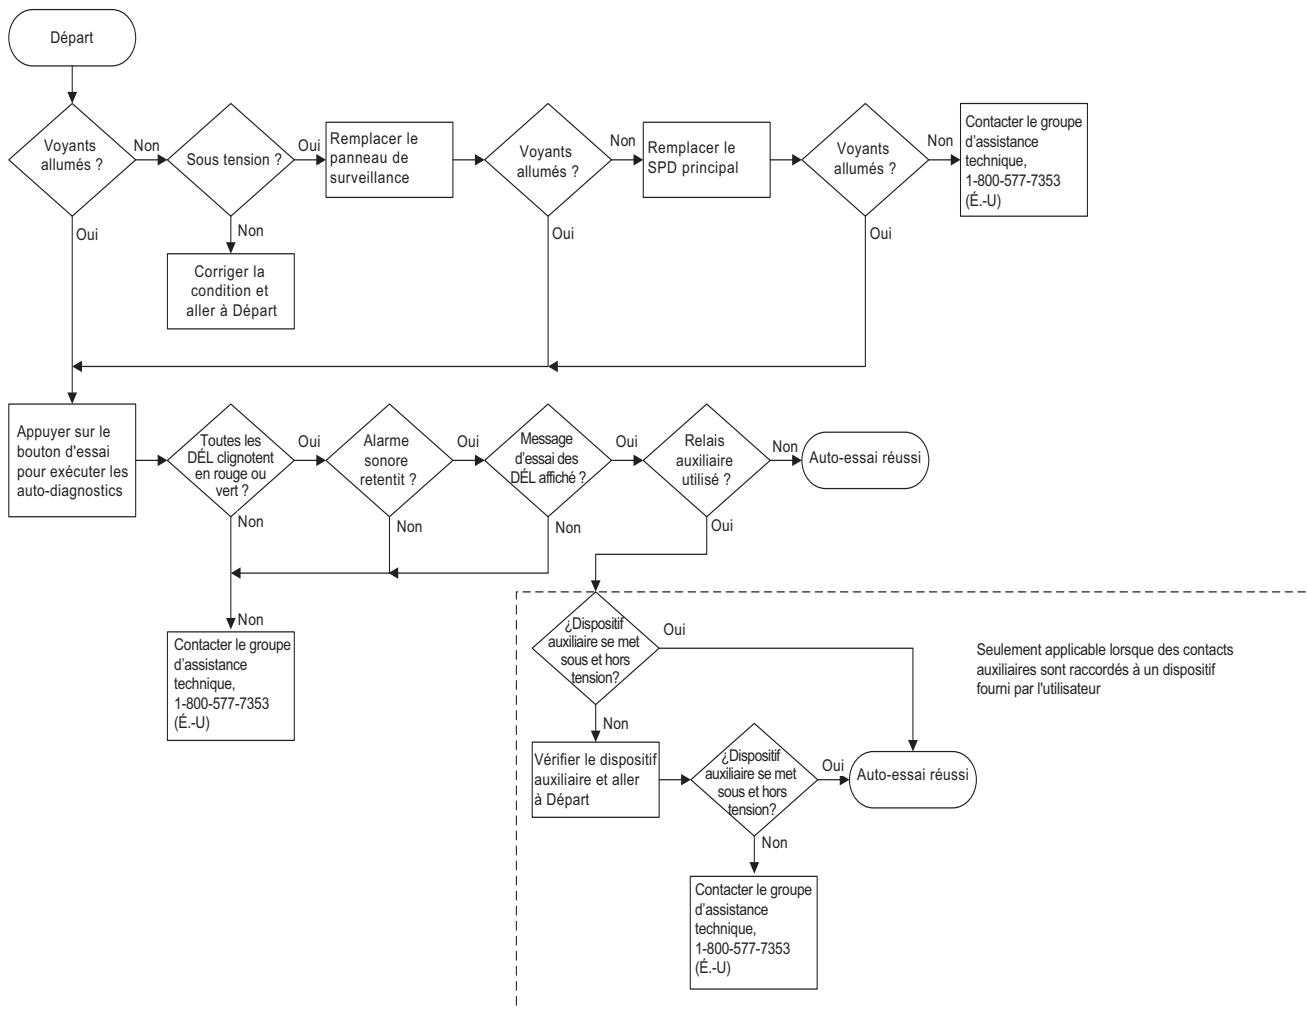 Départ
Voyants
allumés ?
Non
Sous tension ?
Oui
Remplacer le
panneau de
surveillance
Voyants
allumés ?
Non
Remplacer le
SPD principal
Voyants
allumés ?
Non
Contacter le groupe
d'assistance
technique,
1-800-577-7353
(É.-U)
Oui
Non
Oui
Oui
Corriger la
condition et
aller à Départ
Appuyer sur le
bouton d'essai
pour exécuter les
auto-diagnostics
Toutes les
DÉL clignotent
en rouge ou
vert ?
Oui
Alarme
sonore
retentit ?
Oui
Message
d'essai des
DÉL affiché ?
Oui
Relais
auxiliaire
utilisé ?
Non
Auto-essai réussi
Non
Non
Non
Oui
Non
Contacter le groupe
d'assistance
technique,
1-800-577-7353
(É.-U)
¿Dispositif
auxiliaire se met
sous et hors
tension?
Oui
Seulement applicable lorsque des contacts
auxiliaires sont raccordés à un dispositif
fourni par l'utilisateur
Non
Vérifier le dispositif
auxiliaire et aller
à Départ
¿Dispositif
auxiliaire se met
sous et hors
tension?
Oui
Auto-essai réussi
Non
Contacter le groupe
d'assistance
technique,
1-800-577-7353
(É.-U)